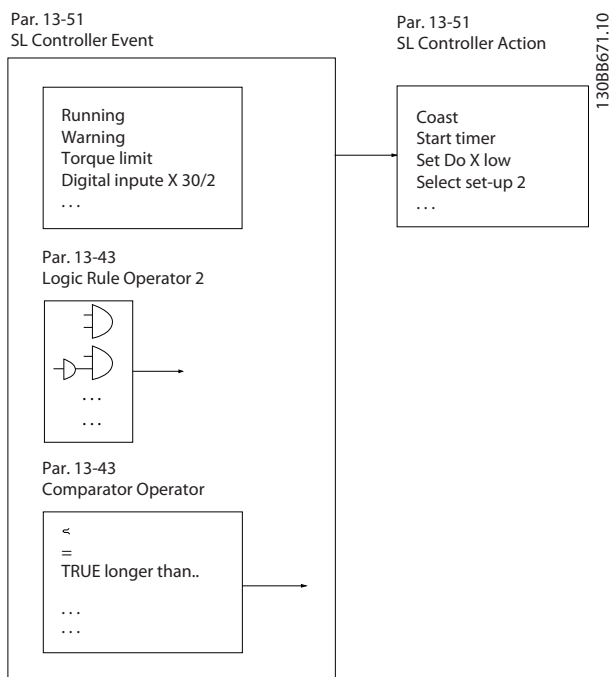 Par. 13-51
SL Controller Event
Running
Warning
Torque limit
Digital inpute X 30/2
. . .
Par. 13-43
Logic Rule Operator 2
. . .
. . .
Par. 13-43
Comparator Operator
=
TRUE longer than..
. . .
. . .
Par. 13-51
SL Controller Action
Coast
Start timer
Set Do X low
Select set-up 2
. . .
130BB671.10